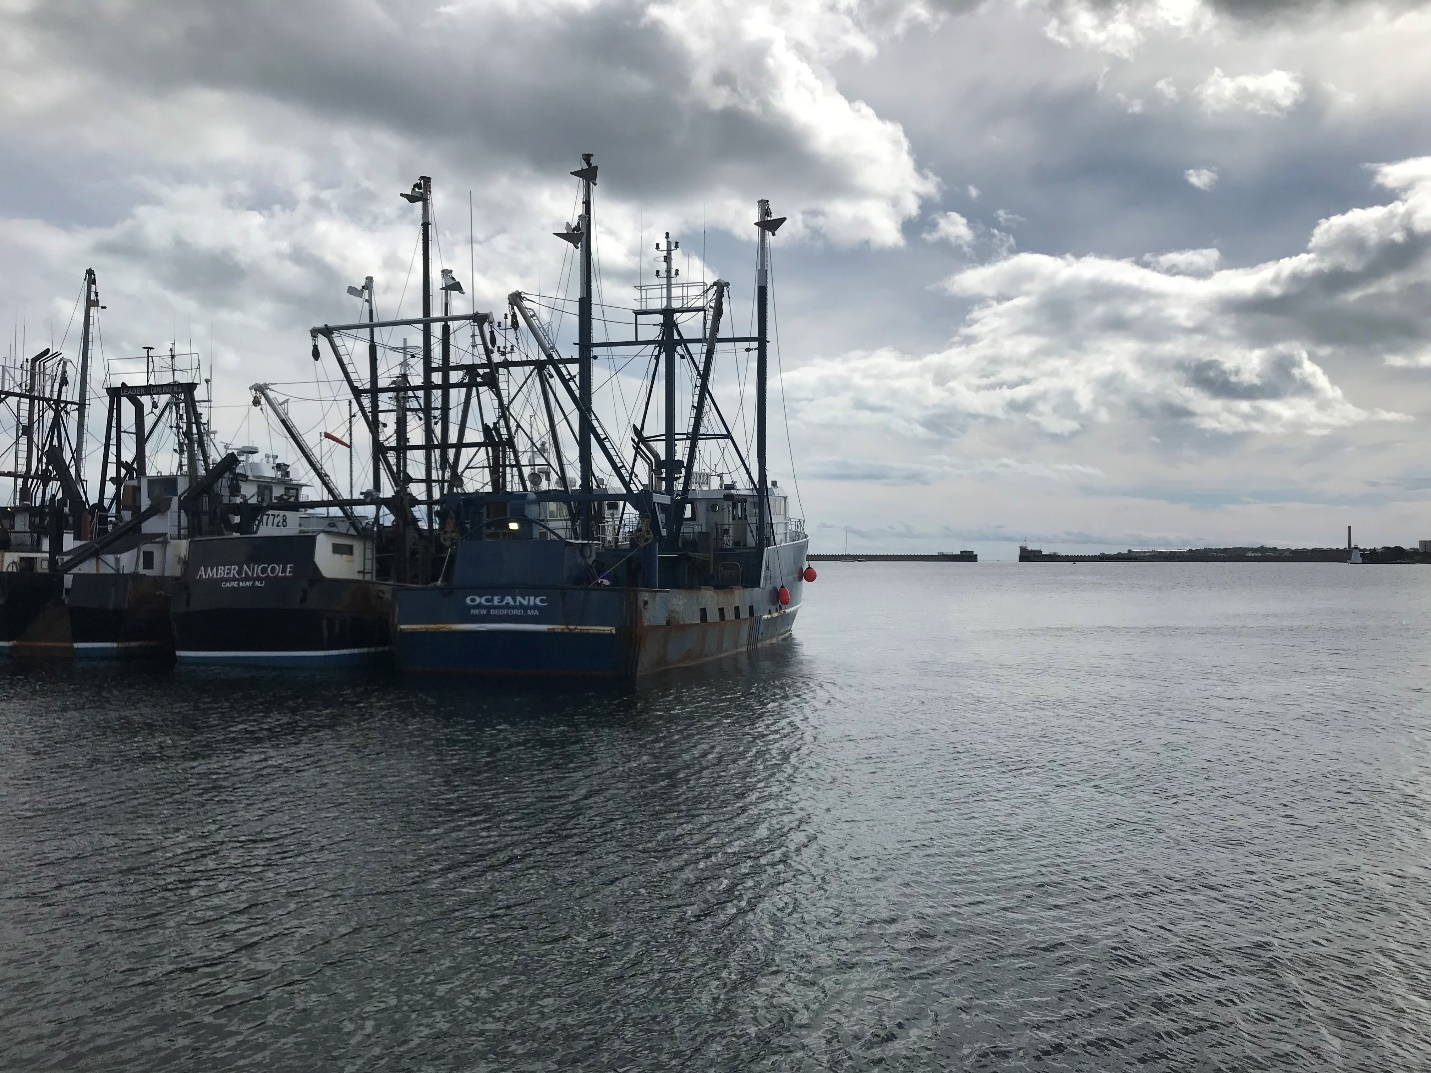 AMBER NICOLE
CAPE MAY NJ
OCEANIC
NEW BEDFORD, MA